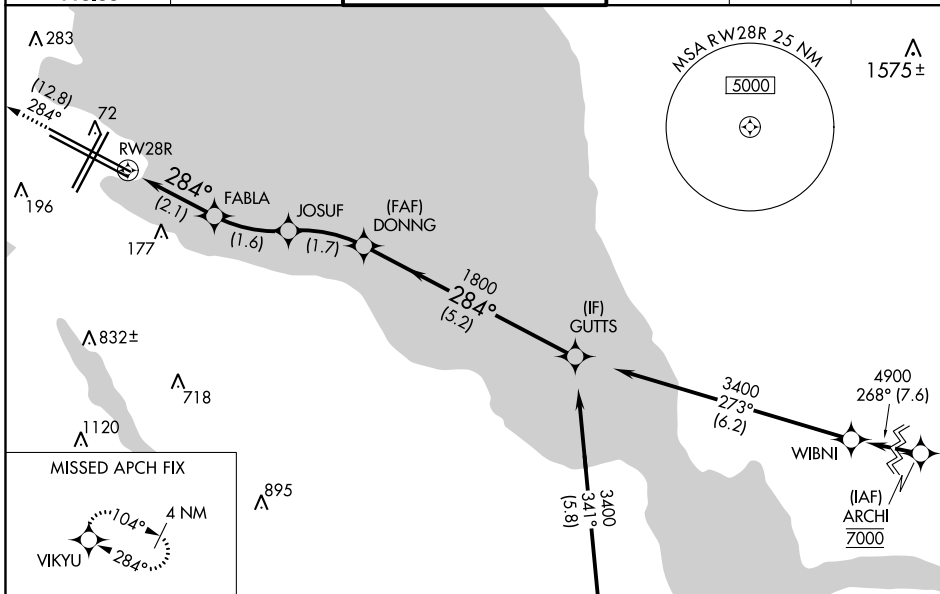 283
(12.8)
284°
72
RW28R
196
284°
(2.1)
FABLA
177
(1.6)
JOSUF
(1.7)
(FAF)
DONNG
1800
284°
(5.2)
(IF)
GUTTS
MSA RW28R 25 NM
5000
1575±
832±
718
1120
895
3400
273°
(6.2)
4900
268° (7.6)
WIBNI
(IAF)
ARCHI
7000
3400
341°
(5.8)
MISSED APCH FIX
104°
4 NM
VIKYU
284°